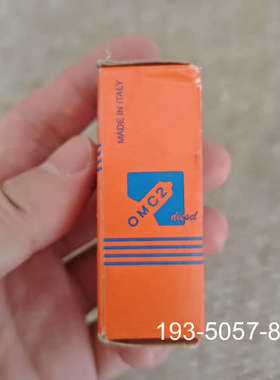 MADE IN ITALY
OMC2
diesel
193-5057-8